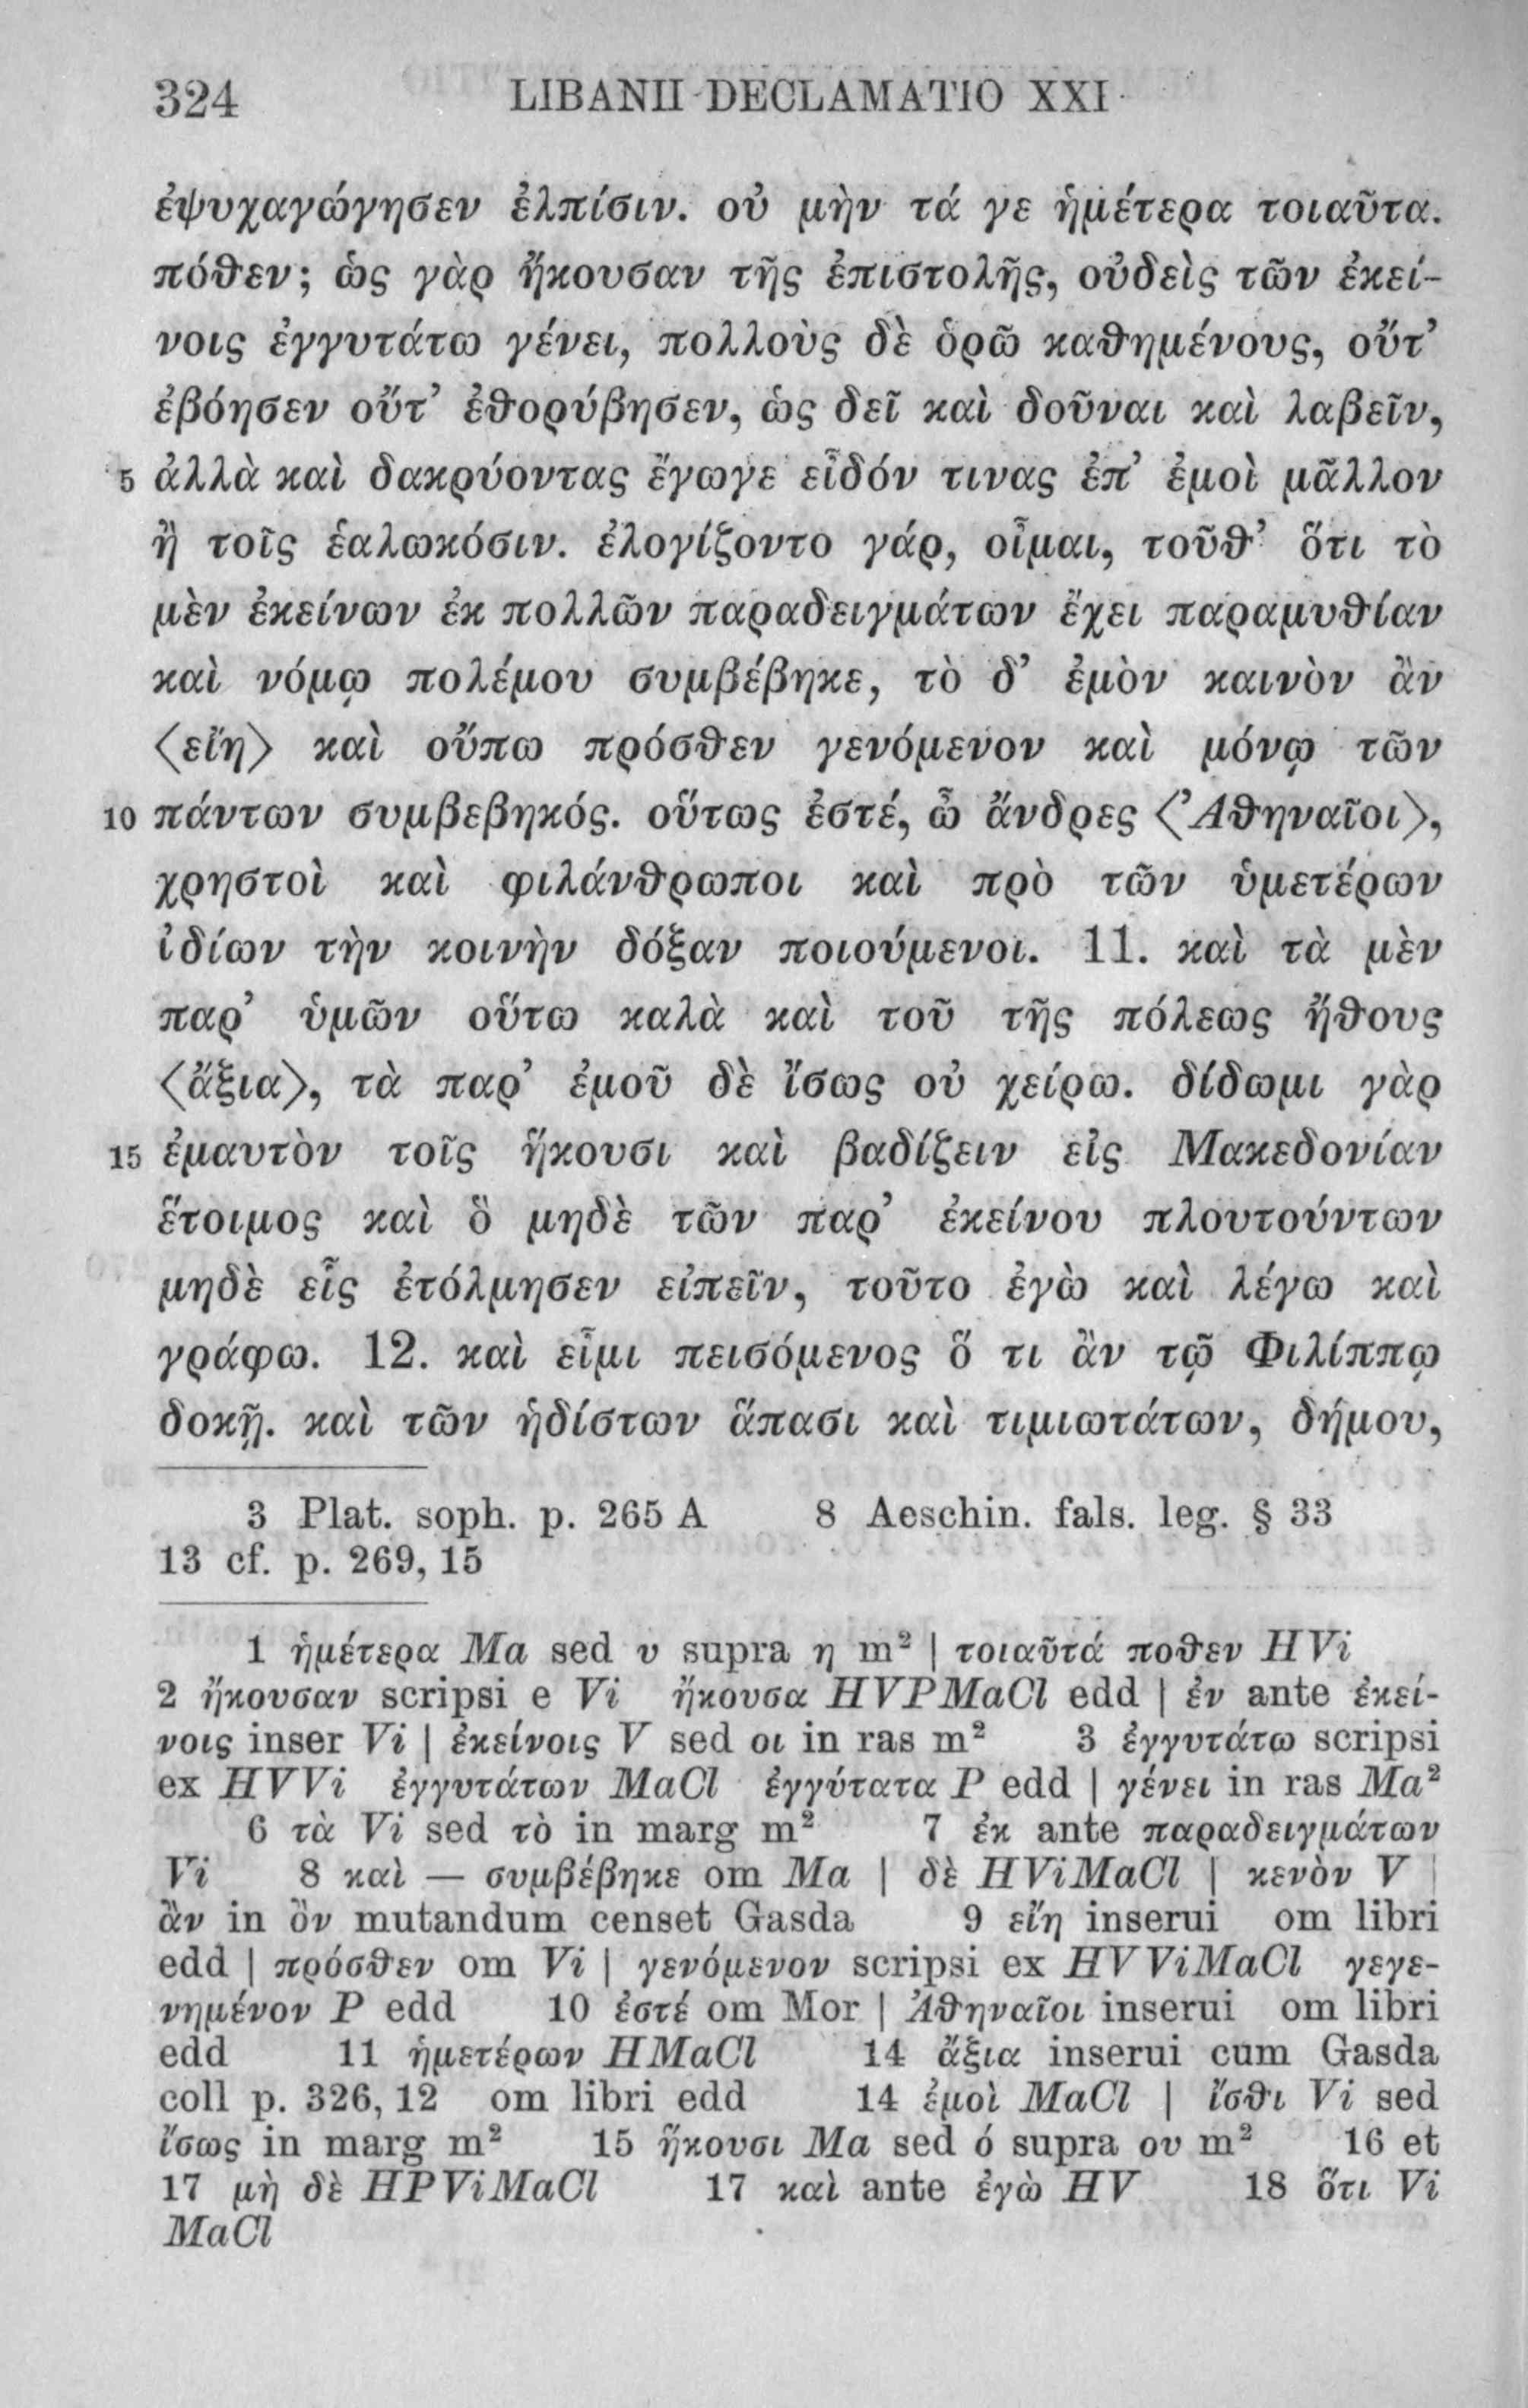 324 LIBANII DECLAMATIO XXI
ἐψυχαγώγησεν ἐλπίσιν. οὐ μὴν τά γε ἡμέτερα τοιαῦτα.
πόθεν; ὡς γὰρ ἤκουσαν τῆς ἐπιστολῆς, οὐδεὶς τῶν ἐκεί-
νοις ἐγγυτάτω γένει, πολλοὺς δὲ ὁρῶ καθημένους, οὔτ’
ἐβόησεν οὔτ’ ἐθορύβησεν, ὡς δεῖ καὶ δοῦναι καὶ λαβεῖν,
5 ἀλλὰ καὶ δακρύοντας ἔγωγε εἶδόν τινας ἐπ’ ἐμοὶ μᾶλλον
ἢ τοῖς ἑαλωκόσιν. ἐλογίζοντο γάρ, οἶμαι, τοῦθ’ ὅτι τὸ
μὲν ἐκείνων ἐκ πολλῶν παραδειγμάτων ἔχει παραμυθίαν
καὶ νόμῳ πολέμου συμβέβηκε, τὸ δ’ ἐμὸν καινὸν ἂν
⟨εἴη⟩ καὶ οὔπω πρόσθεν γενόμενον καὶ μόνῳ τῶν
10 πάντων συμβεβηκός. οὕτως ἐστέ, ὦ ἄνδρες ⟨Ἀθηναῖοι⟩,
χρηστοὶ καὶ φιλάνθρωποι καὶ πρὸ τῶν ὑμετέρων
ἰδίων τὴν κοινὴν δόξαν ποιούμενοι. 11. καὶ τὰ μὲν
παρ’ ὑμῶν οὕτω καλὰ καὶ τοῦ τῆς πόλεως ἤθους
⟨ἄξια⟩, τὰ παρ’ ἐμοῦ δὲ ἴσως οὐ χείρω. δίδωμι γὰρ
15 ἐμαυτὸν τοῖς ἥκουσι καὶ βαδίζειν εἰς Μακεδονίαν
ἕτοιμος καὶ ὃ μηδὲ τῶν παρ’ ἐκείνου πλουτούντων
μηδὲ εἷς ἐτόλμησεν εἰπεῖν, τοῦτο ἐγὼ καὶ λέγω καὶ
γράφω. 12. καὶ εἶμι πεισόμενος ὅ τι ἂν τῷ Φιλίππῳ
δοκῇ. καὶ τῶν ἡδίστων ἅπασι καὶ τιμιωτάτων, δήμου,
3 Plat. soph. p. 265 A 8 Aeschin. fals. leg. § 33
13 cf. p. 269, 15
1 ἡμέτερα Ma sed υ supra η m² | τοιαῦτά ποθεν HVi
2 ἤκουσαν scripsi e Vi ἤκουσα HVPMaCl edd | ἐν ante ἐκεί-
νοις inser Vi | ἐκείνοις V sed οι in ras m² 3 ἐγγυτάτω scripsi
ex HVVi ἐγγυτάτων MaCl ἐγγύτατα P edd | γένει in ras Ma²
6 τὰ Vi sed τὸ in marg m² 7 ἐκ ante παραδειγμάτων
Vi 8 καὶ — συμβέβηκε om Ma | δὲ HViMaCl | κενὸν V |
ἂν in ὂν mutandum censet Gasda 9 εἴη inserui om libri
edd | πρόσθεν om Vi | γενόμενον scripsi ex HVViMaCl γεγε-
νημένον P edd 10 ἐστέ om Mor | Ἀθηναῖοι inserui om libri
edd 11 ἡμετέρων HMaCl 14 ἄξια inserui cum Gasda
coll p. 326, 12 om libri edd 14 ἐμοὶ MaCl | ἴσθι Vi sed
ἴσως in marg m² 15 ἥκουσι Ma sed ό supra ου m² 16 et
17 μὴ δὲ HPViMaCl 17 καὶ ante ἐγὼ HV 18 ὅτι Vi
MaCl